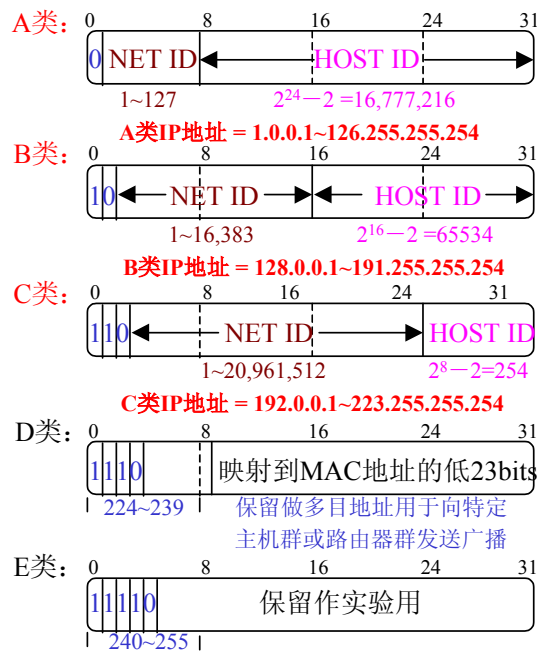 A类: 0 8 16 24 31
0 NET ID HOST ID
1~127 2²⁴－2 =16,777,216
A类IP地址 = 1.0.0.1~126.255.255.254
B类: 0 8 16 24 31
10 NET ID HOST ID
1~16,383 2¹⁶－2 =65534
B类IP地址 = 128.0.0.1~191.255.255.254
C类: 0 8 16 24 31
110 NET ID HOST ID
1~20,961,512 2⁸－2=254
C类IP地址 = 192.0.0.1~223.255.255.254
D类: 0 8 16 24 31
1110 映射到MAC地址的低23bits
224~239 保留做多目地址用于向特定
主机群或路由器群发送广播
E类: 0 8 16 24 31
11110 保留作实验用
240~255